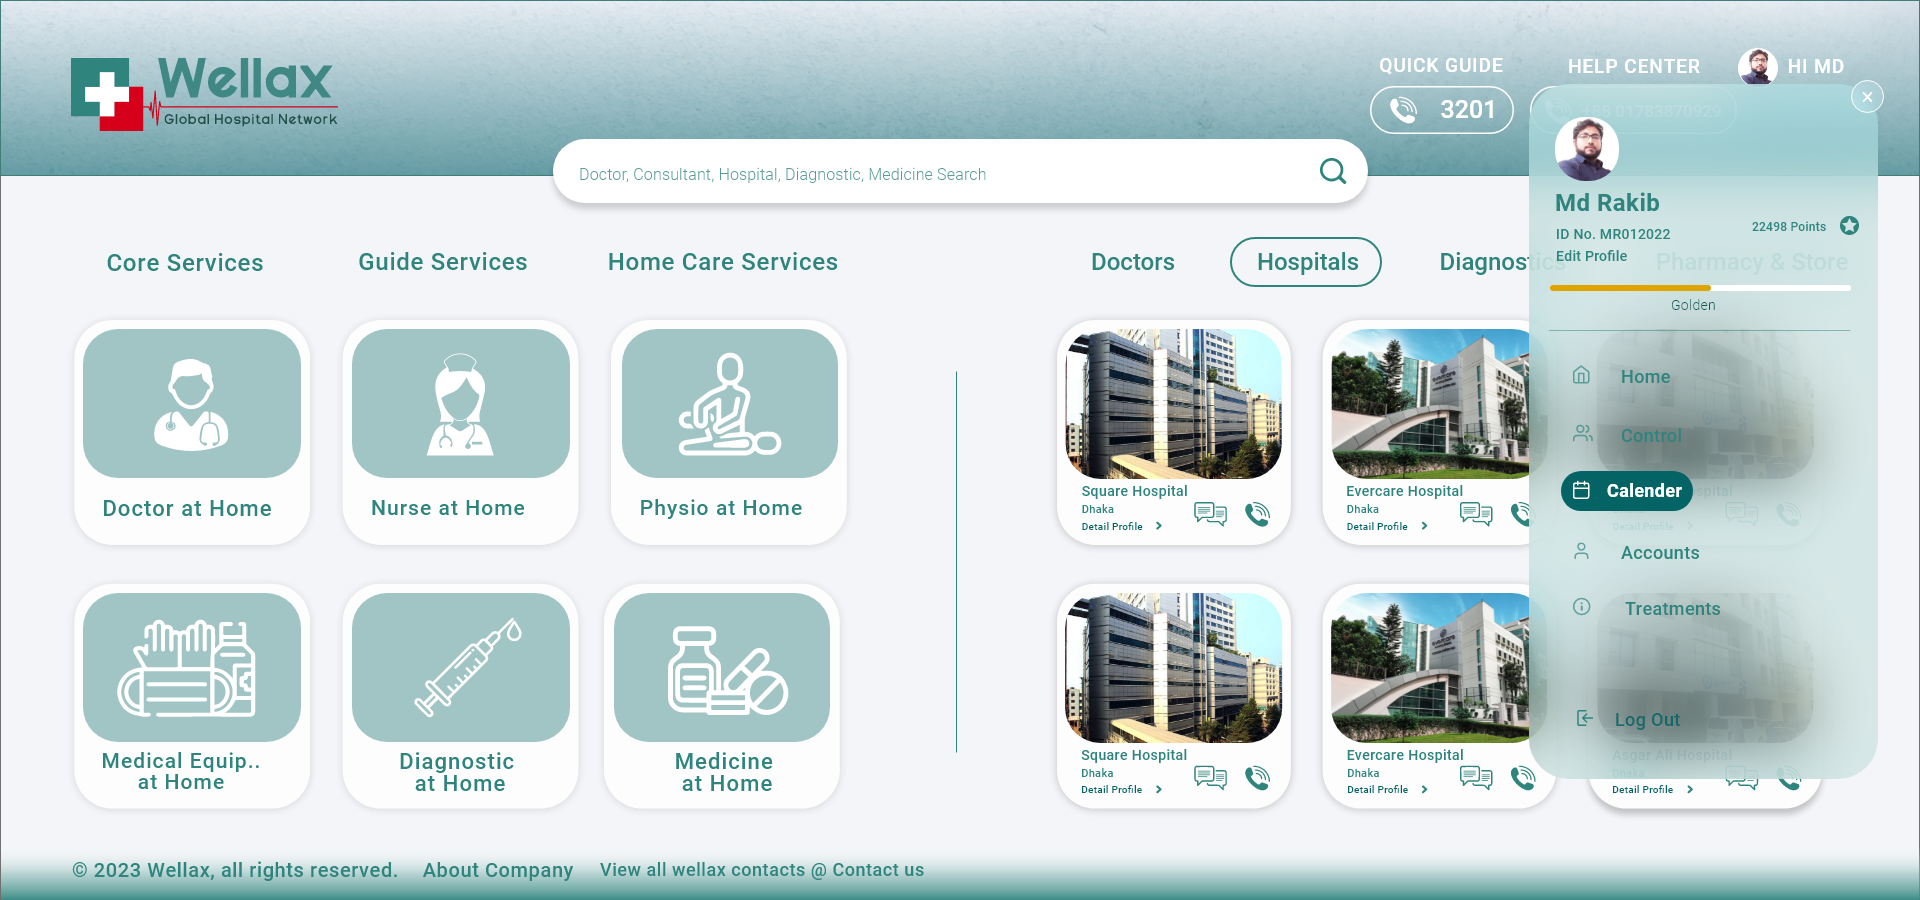 Wellax
Global Hospital Network
QUICK GUIDE
3201
HELP CENTER
HI MD
01783870929
Doctor, Consultant, Hospital, Diagnostic, Medicine Search
Core Services
Guide Services
Home Care Services
Doctors
Hospitals
Diagnostics
Pharmacy & Store
Md Rakib
ID No. MR012022
Edit Profile
22498 Points
Golden
Home
Control
Calender
Accounts
Treatments
Log Out
Doctor at Home
Nurse at Home
Physio at Home
Medical Equip..
at Home
Diagnostic
at Home
Medicine
at Home
Square Hospital
Dhaka
Detail Profile
Evercare Hospital
Dhaka
Detail Profile
Hospital
Detail Profile
Square Hospital
Dhaka
Detail Profile
Evercare Hospital
Dhaka
Detail Profile
Asgar Ali Hospital
Dhaka
Detail Profile
© 2023 Wellax, all rights reserved.
About Company
View all wellax contacts @ Contact us